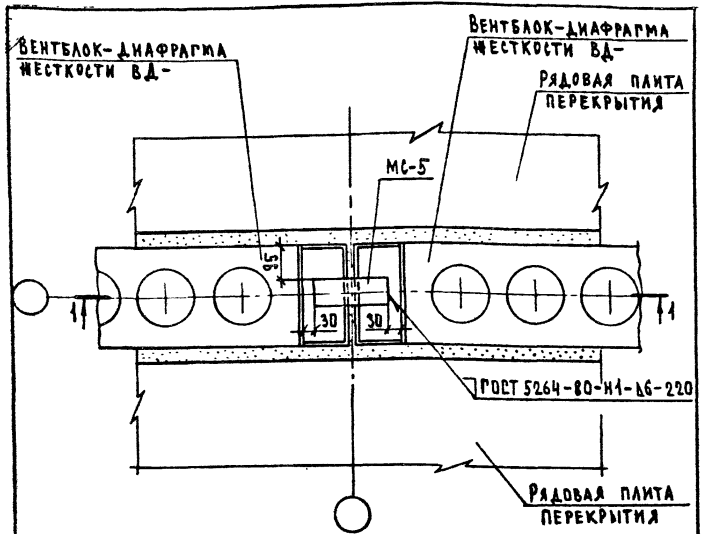 ВЕНТБЛОК-ДИАФРАГМА
ЖЕСТКОСТИ ВД-
ВЕНТБЛОК-ДИАФРАГМА
ЖЕСТКОСТИ ВД-
РЯДОВАЯ ПЛИТА
ПЕРЕКРЫТИЯ
МС-5
95
1
1
30
30
ГОСТ 5264-80-Н1-Δ6-220
РЯДОВАЯ ПЛИТА
ПЕРЕКРЫТИЯ